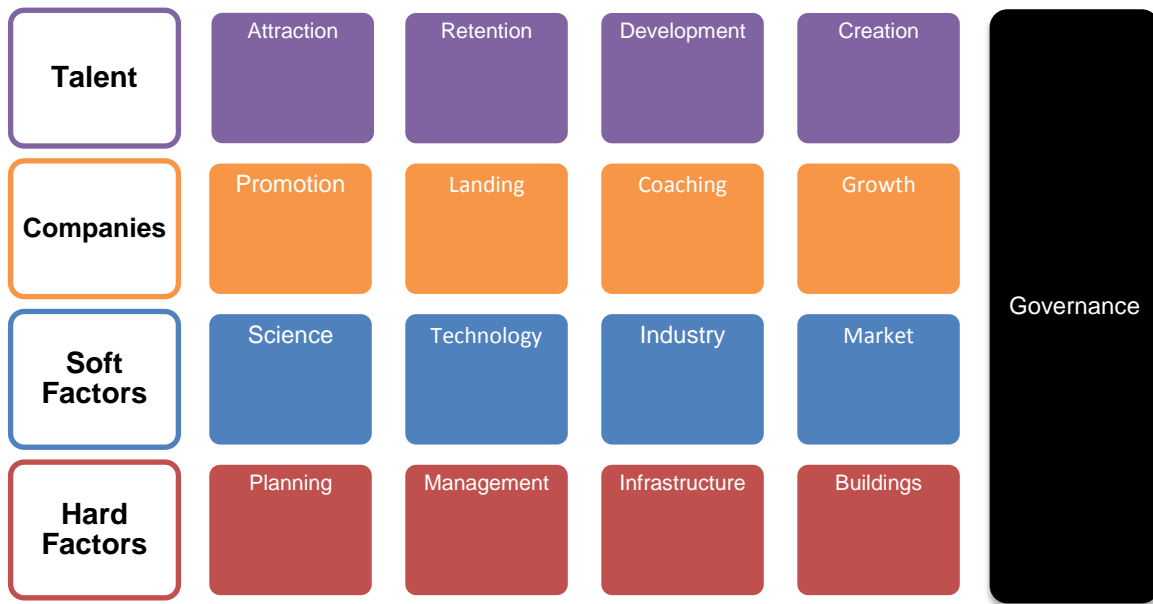 Talent
Attraction
Retention
Development
Creation
Companies
Promotion
Landing
Coaching
Growth
Soft
Factors
Science
Technology
Industry
Market
Hard
Factors
Planning
Management
Infrastructure
Buildings
Governance